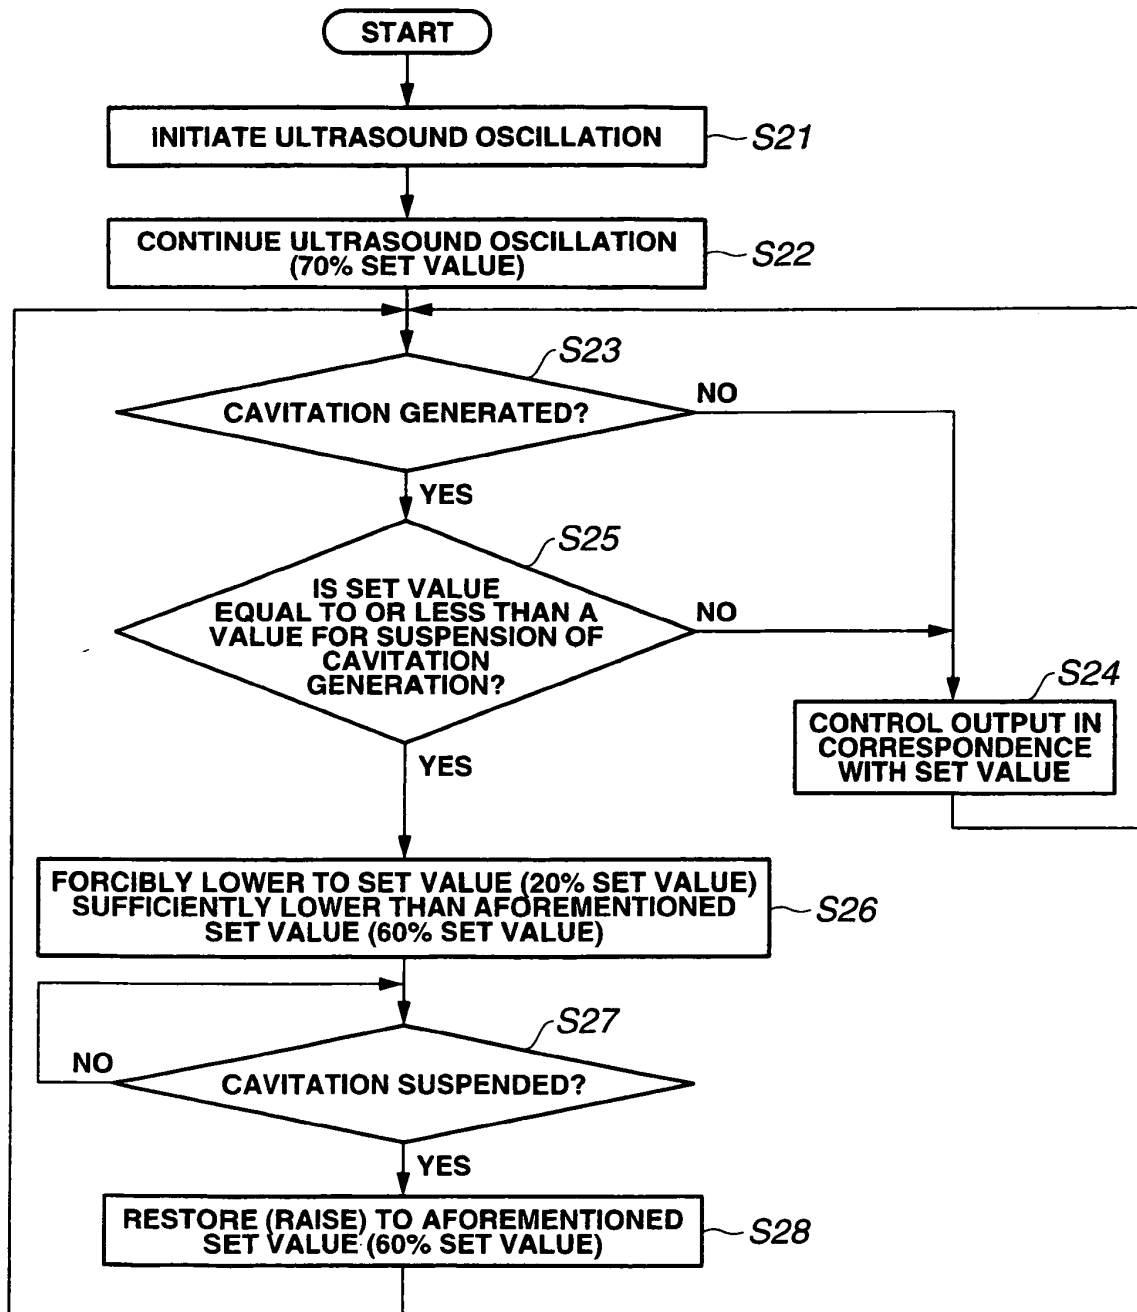 START
INITIATE ULTRASOUND OSCILLATION
S21
CONTINUE ULTRASOUND OSCILLATION
(70% SET VALUE)
S22
S23
CAVITATION GENERATED?
NO
YES
S25
IS SET VALUE
EQUAL TO OR LESS THAN A
VALUE FOR SUSPENSION OF
CAVITATION
GENERATION?
NO
YES
S24
CONTROL OUTPUT IN
CORRESPONDENCE
WITH SET VALUE
FORCIBLY LOWER TO SET VALUE (20% SET VALUE)
SUFFICIENTLY LOWER THAN AFOREMENTIONED
SET VALUE (60% SET VALUE)
S26
S27
CAVITATION SUSPENDED?
NO
YES
RESTORE (RAISE) TO AFOREMENTIONED
SET VALUE (60% SET VALUE)
S28